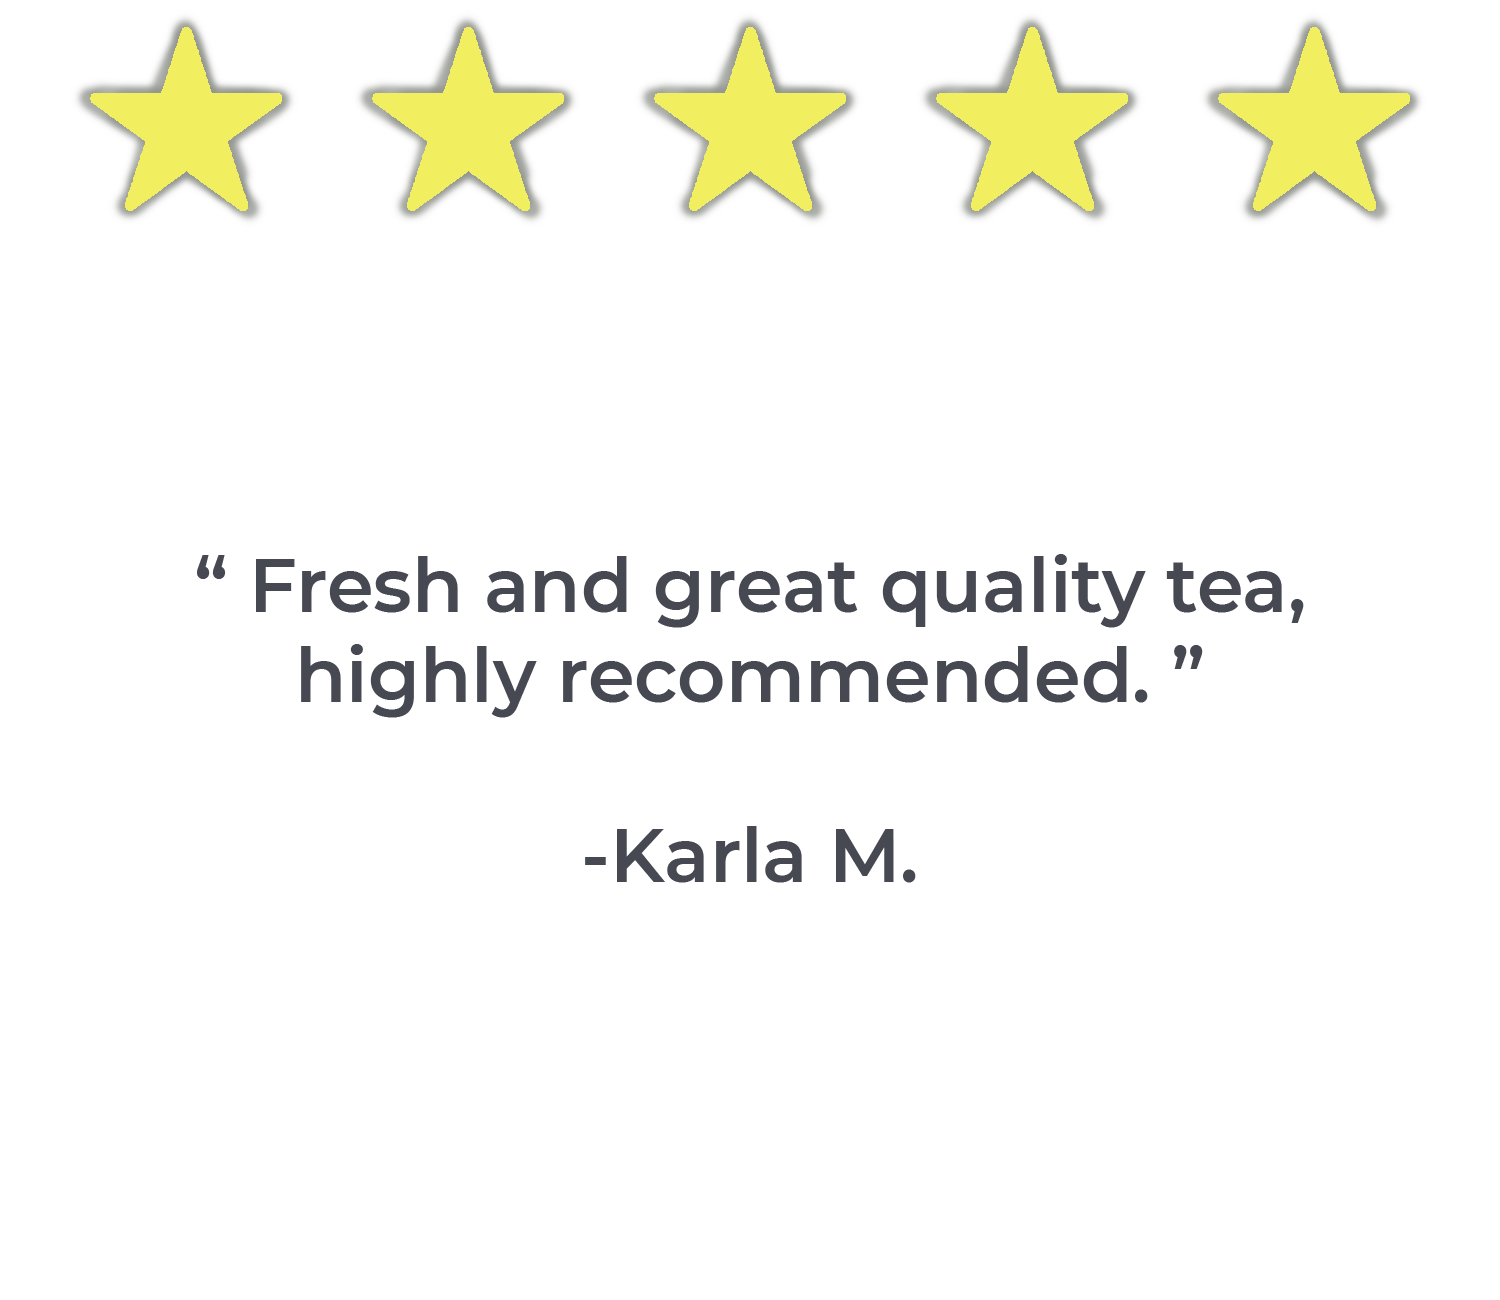 “ Fresh and great quality tea,
highly recommended. ”
-Karla M.